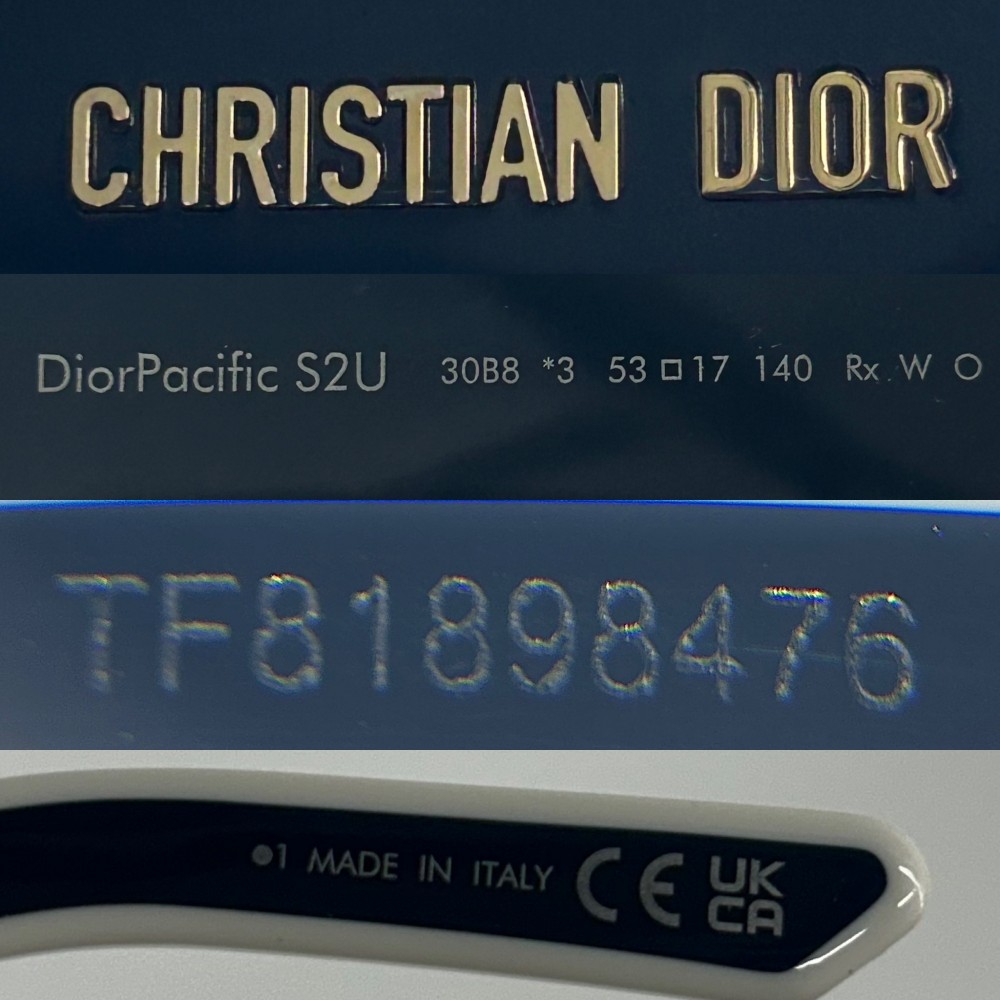 CHRISTIAN DIOR
DiorPacific S2U 30B8 *3 53□17 140 Rx W O
TF81898476
●1 MADE IN ITALY CE UK
CA